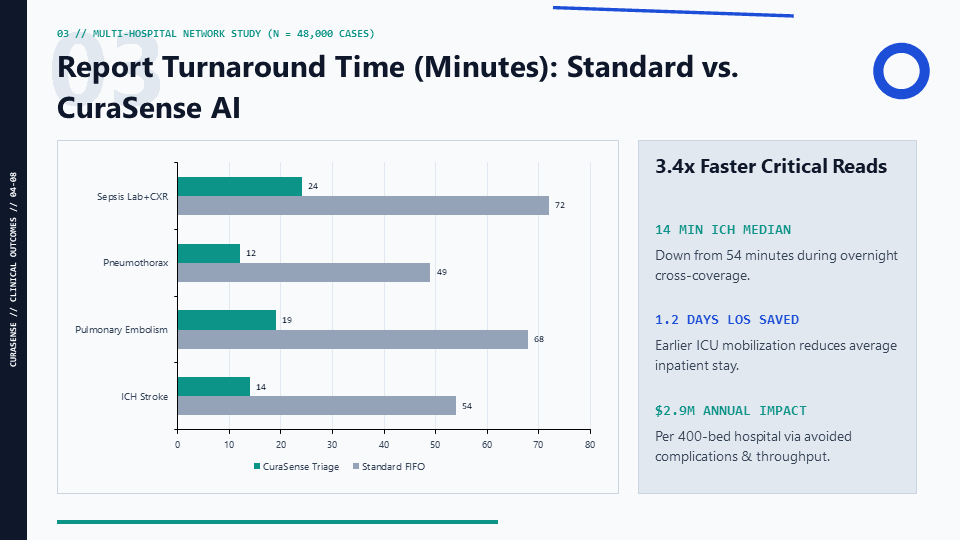 03 // MULTI-HOSPITAL NETWORK STUDY (N = 48,000 CASES)
03
Report Turnaround Time (Minutes): Standard vs.
CuraSense AI
CURASENSE // CLINICAL OUTCOMES // 04-08
Sepsis Lab+CXR
24
72
Pneumothorax
12
49
Pulmonary Embolism
19
68
ICH Stroke
14
54
0 10 20 30 40 50 60 70 80
CuraSense Triage Standard FIFO
3.4x Faster Critical Reads
14 MIN ICH MEDIAN
Down from 54 minutes during overnight
cross-coverage.
1.2 DAYS LOS SAVED
Earlier ICU mobilization reduces average
inpatient stay.
$2.9M ANNUAL IMPACT
Per 400-bed hospital via avoided
complications & throughput.